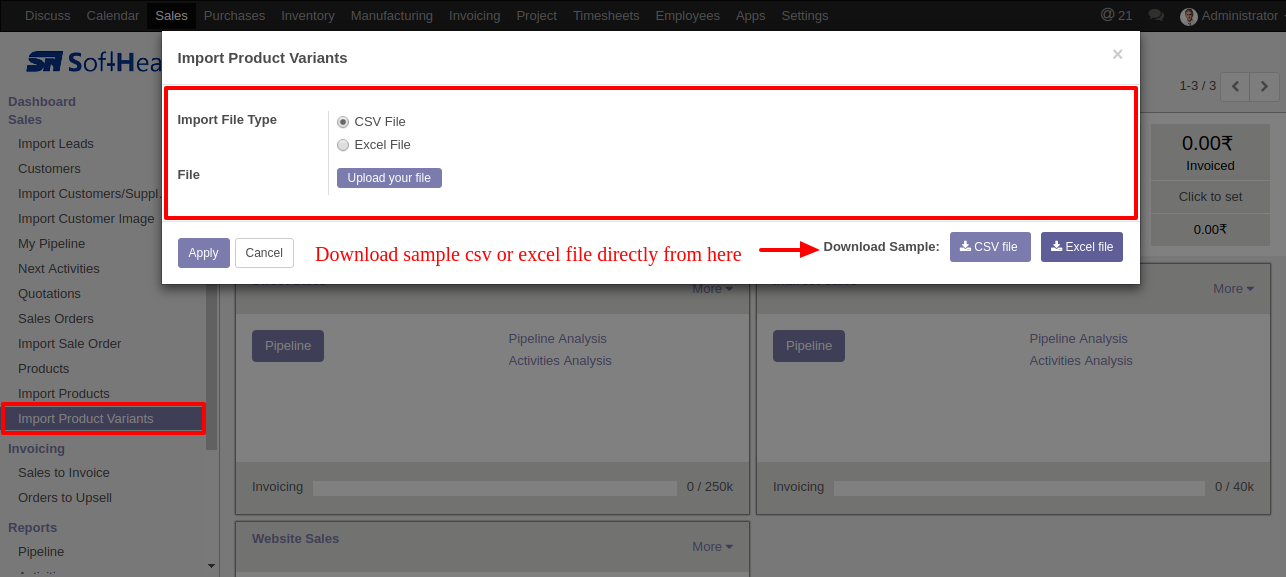 Discuss Calendar Sales Purchases Inventory Manufacturing Invoicing Project Timesheets Employees Apps Settings @ 21 Administrator
Import Product Variants ×
1-3 / 3
Dashboard
Sales
Import Leads
Customers
Import Customers/Suppl.
Import Customer Image
My Pipeline
Next Activities
Quotations
Sales Orders
Import Sale Order
Products
Import Products
Import Product Variants
Invoicing
Sales to Invoice
Orders to Upsell
Reports
Pipeline
Import File Type
CSV File
Excel File
File
Upload your file
Apply
Cancel
Download sample csv or excel file directly from here
Download Sample:
CSV file
Excel file
0.00₹
Invoiced
Click to set
0.00₹
More
Pipeline
Pipeline Analysis
Activities Analysis
Invoicing 0 / 250k
More
Pipeline
Pipeline Analysis
Activities Analysis
Invoicing 0 / 40k
Website Sales
More